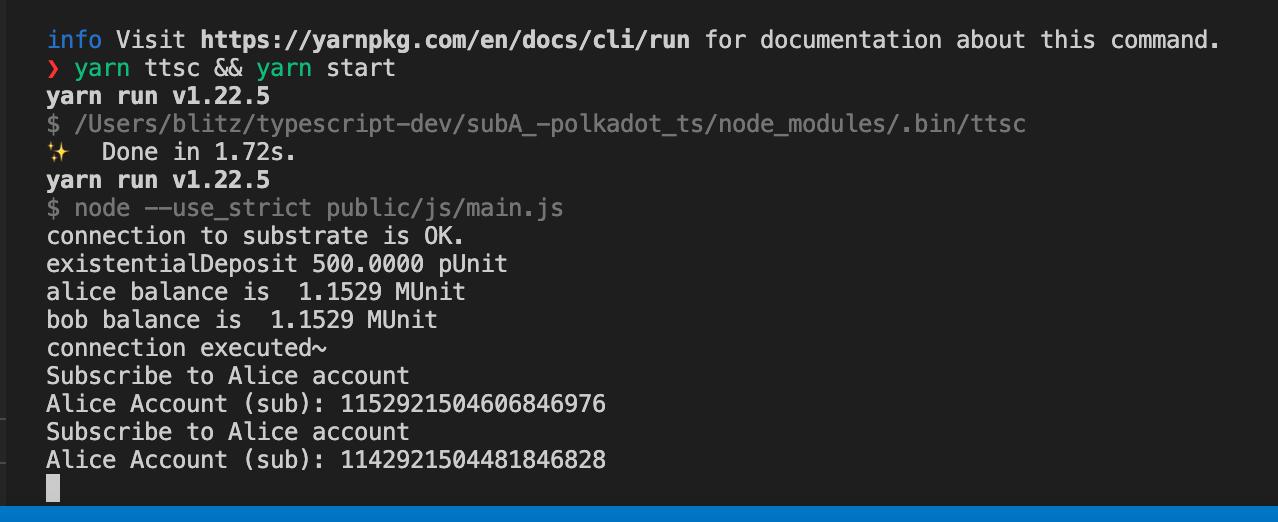 info Visit https://yarnpkg.com/en/docs/cli/run for documentation about this command.
❯ yarn ttsc && yarn start
yarn run v1.22.5
$ /Users/blitz/typescript-dev/subA_-polkadot_ts/node_modules/.bin/ttsc
✨ Done in 1.72s.
yarn run v1.22.5
$ node --use_strict public/js/main.js
connection to substrate is OK.
existentialDeposit 500.0000 pUnit
alice balance is  1.1529 MUnit
bob balance is  1.1529 MUnit
connection executed~
Subscribe to Alice account
Alice Account (sub): 1152921504606846976
Subscribe to Alice account
Alice Account (sub): 1142921504481846828